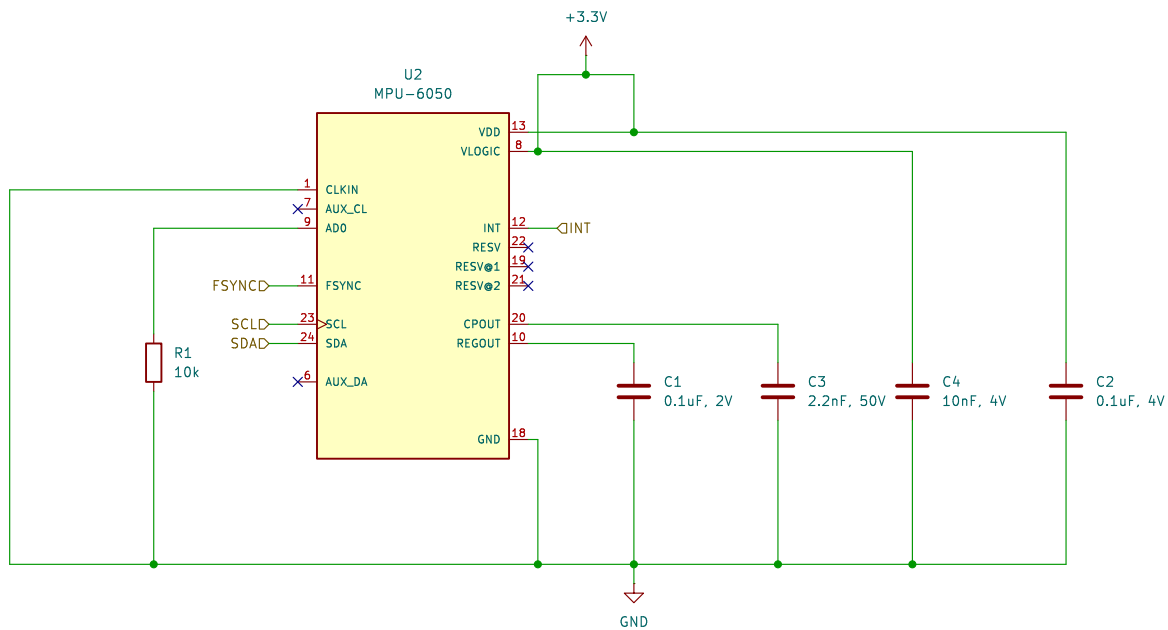 +3.3V
U2
MPU-6050
VDD 13
VLOGIC 8
1 CLKIN
7 AUX_CL
9 AD0
INT 12 INT
RESV 22
RESV@1 19
RESV@2 21
FSYNC 11 FSYNC
SCL 23 SCL
SDA 24 SDA
CPOUT 20
REGOUT 10
6 AUX_DA
GND 18
R1
10k
C1
0.1uF, 2V
C3
2.2nF, 50V
C4
10nF, 4V
C2
0.1uF, 4V
GND